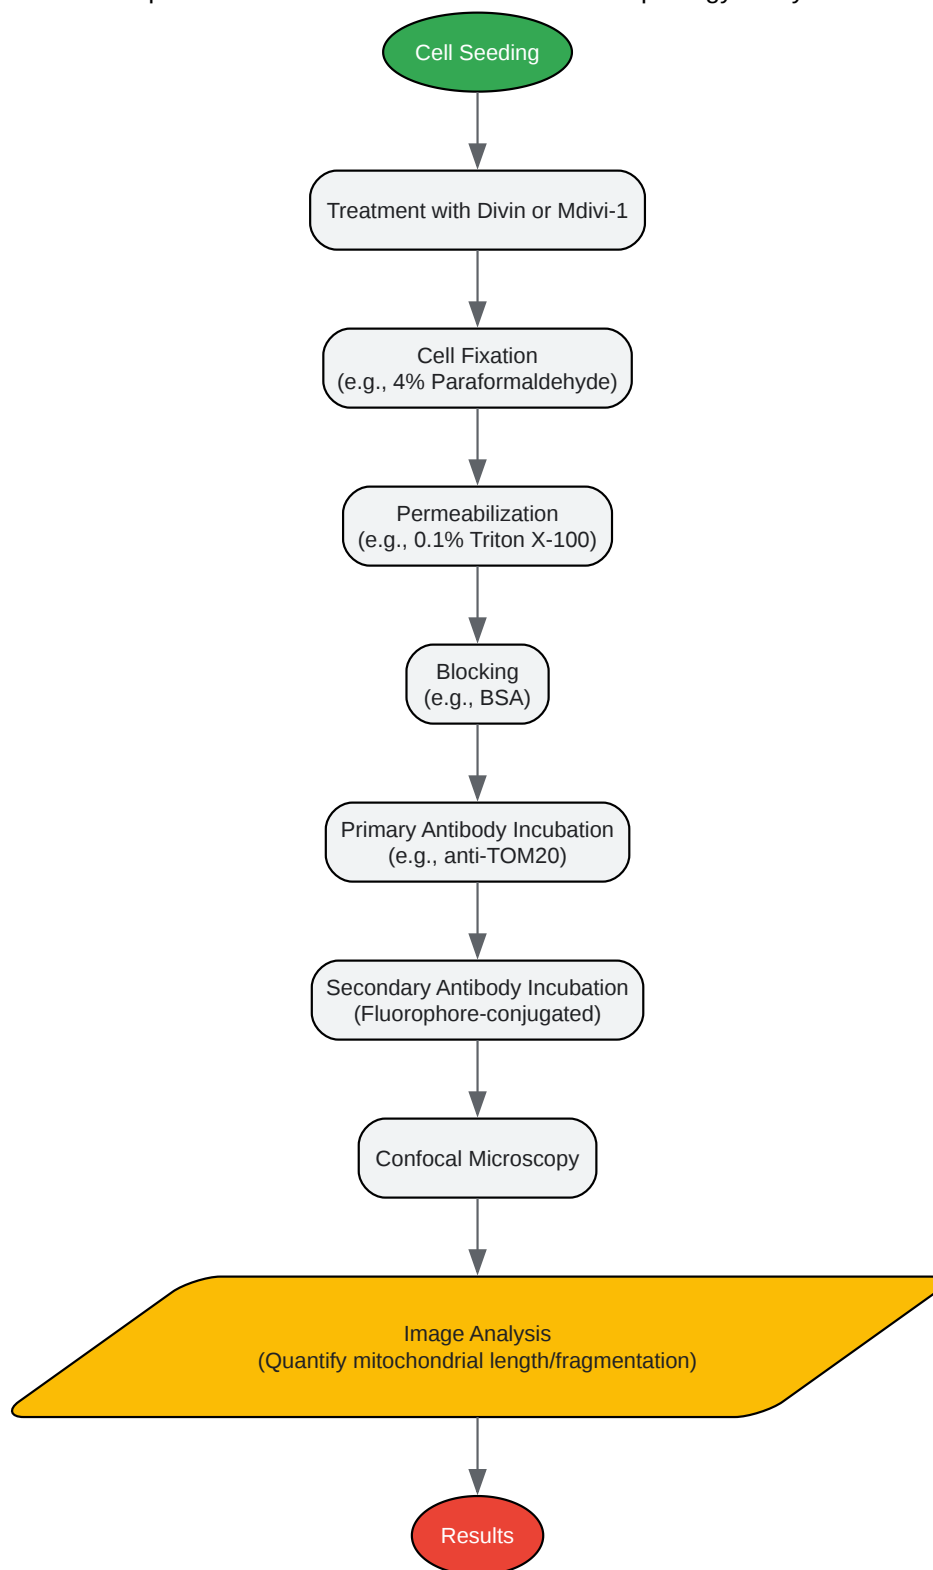 Cell Seeding
Treatment with Divin or Mdivi-1
Cell Fixation
(e.g., 4% Paraformaldehyde)
Permeabilization
(e.g., 0.1% Triton X-100)
Blocking
(e.g., BSA)
Primary Antibody Incubation
(e.g., anti-TOM20)
Secondary Antibody Incubation
(Fluorophore-conjugated)
Confocal Microscopy
Image Analysis
(Quantify mitochondrial length/fragmentation)
Results